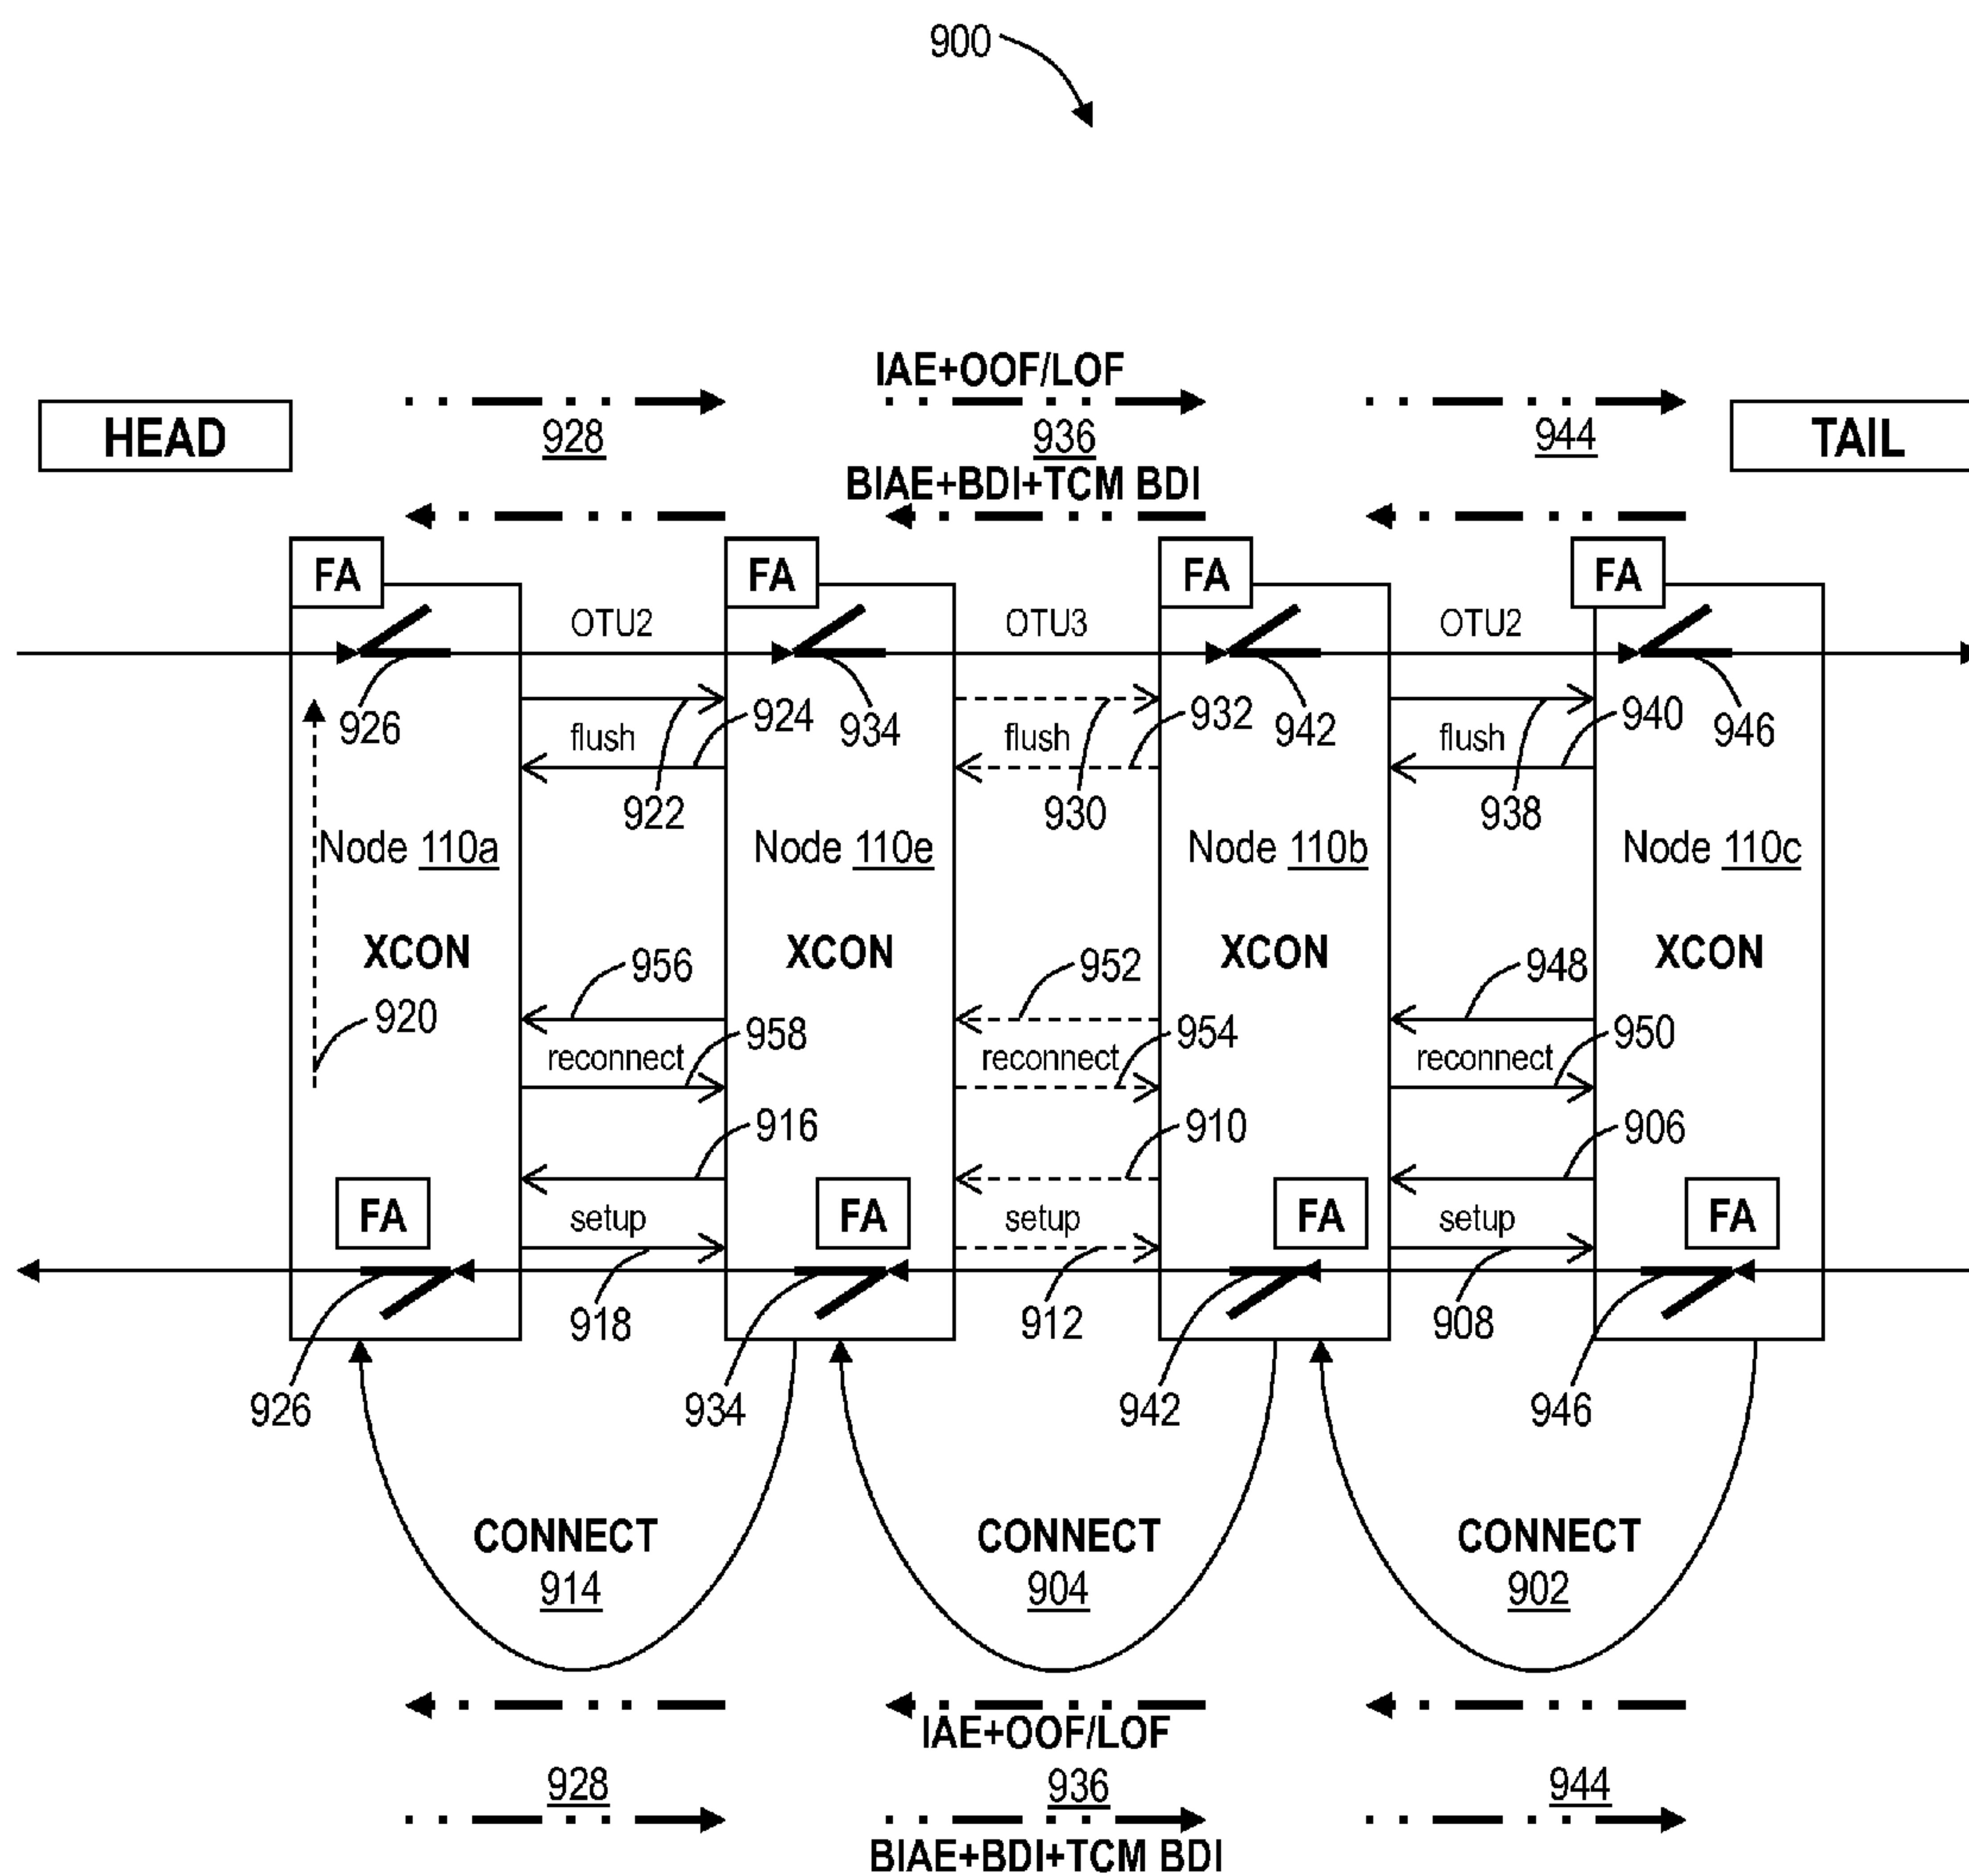 900
IAE+OOF/LOF
HEAD 928 936 944 TAIL
BIAE+BDI+TCM BDI
FA FA FA FA
OTU2 OTU3 OTU2
926 924 934 932 942 940 946
flush flush flush
922 930 938
Node 110a Node 110e Node 110b Node 110c
XCON XCON XCON XCON
956 952 948
920 958 954 950
reconnect reconnect reconnect
916 910 906
FA FA FA FA
setup setup setup
918 912 908
926 934 942 946
CONNECT CONNECT CONNECT
914 904 902
IAE+OOF/LOF
928 936 944
BIAE+BDI+TCM BDI